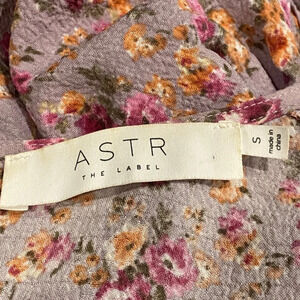 ASTR
THE LABEL
S
made in
china